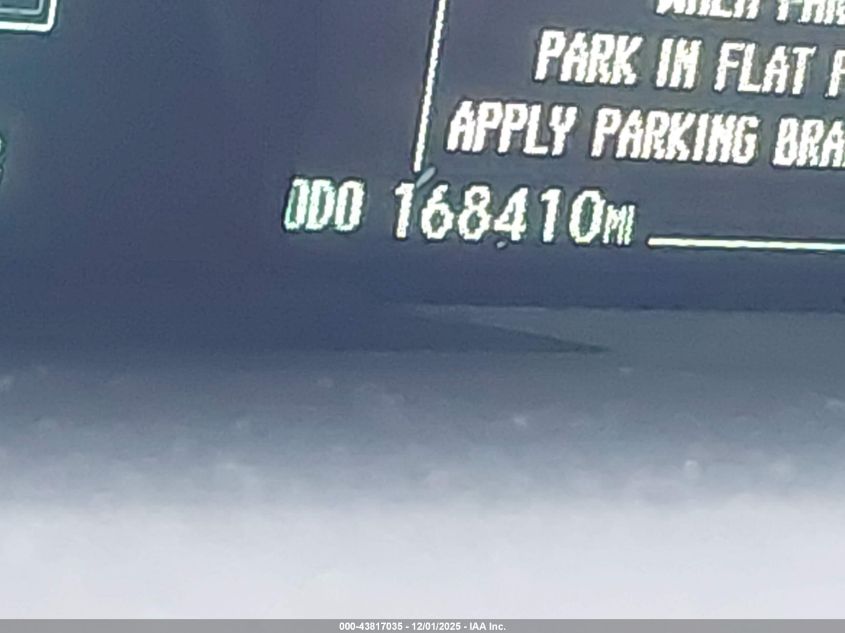 PARK IN FLAT
APPLY PARKING
ODO 168410MI
000-43817035 - 12/01/2025 - IAA Inc.